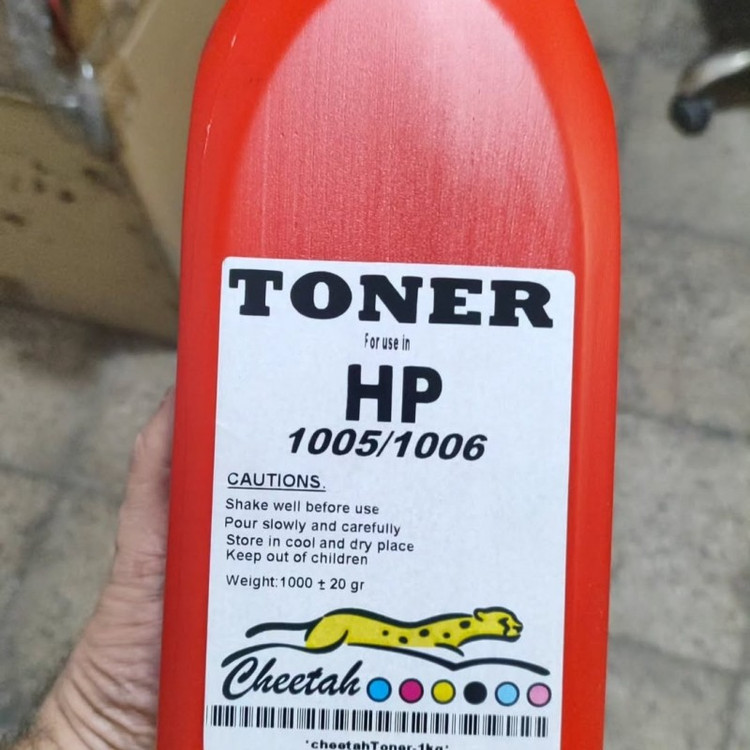 TONER
For use in
HP
1005/1006
CAUTIONS.
Shake well before use
Pour slowly and carefully
Store in cool and dry place
Keep out of children
Weight:1000 ± 20 gr
Cheetah
*cheetahToner-1kg*